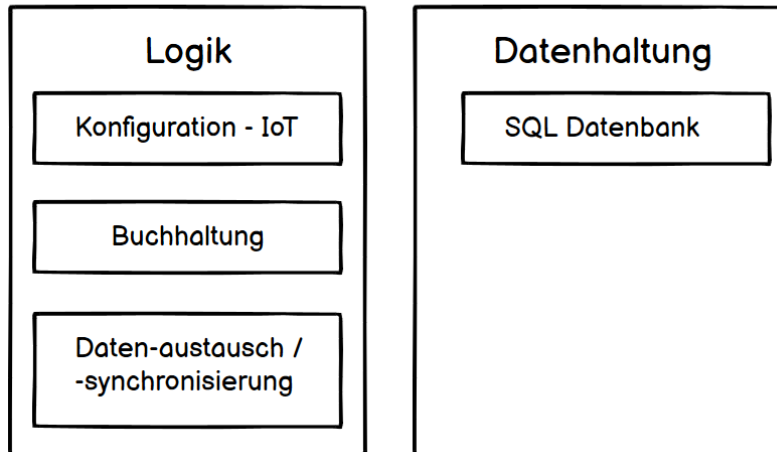 Logik
Konfiguration - IoT
Buchhaltung
Daten-austausch /
-synchronisierung
Datenhaltung
SQL Datenbank